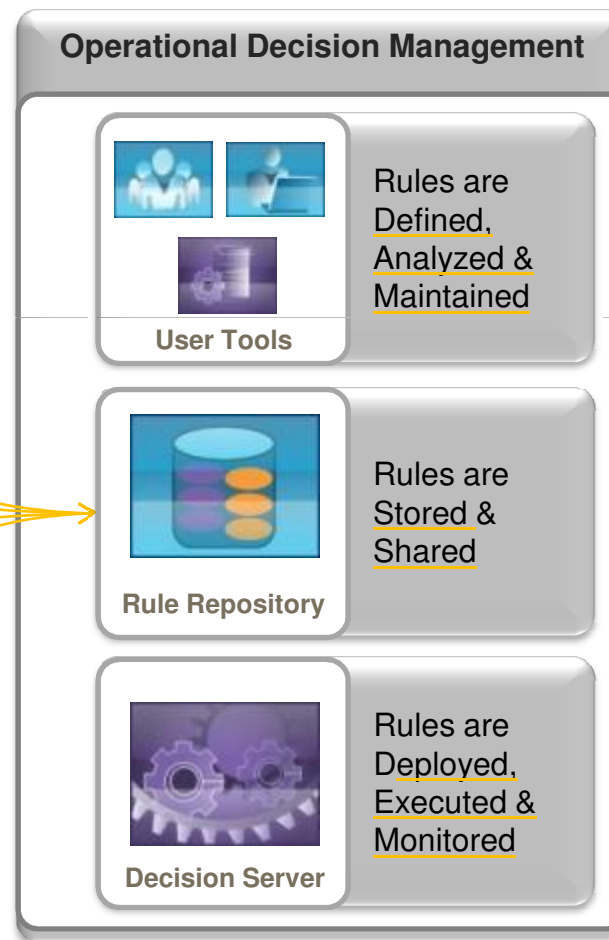 Operational Decision Management
Rules are
Defined,
Analyzed &
Maintained
User Tools
Rules are
Stored &
Shared
Rule Repository
Rules are
Deployed,
Executed &
Monitored
Decision Server